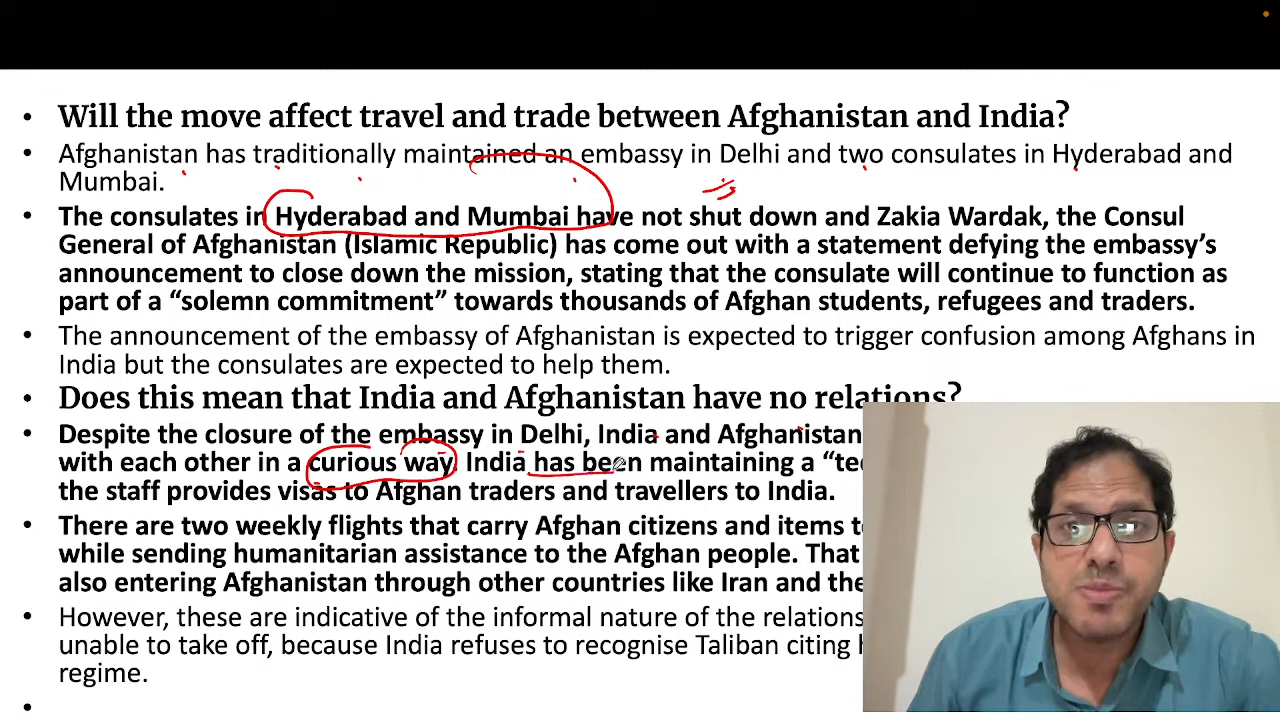 • Will the move affect travel and trade between Afghanistan and India?
• Afghanistan has traditionally maintained an embassy in Delhi and two consulates in Hyderabad and
Mumbai.
• The consulates in Hyderabad and Mumbai have not shut down and Zakia Wardak, the Consul
General of Afghanistan (Islamic Republic) has come out with a statement defying the embassy's
announcement to close down the mission, stating that the consulate will continue to function as
part of a “solemn commitment” towards thousands of Afghan students, refugees and traders.
• The announcement of the embassy of Afghanistan is expected to trigger confusion among Afghans in
India but the consulates are expected to help them.
• Does this mean that India and Afghanistan have no relations?
• Despite the closure of the embassy in Delhi, India and Afghanistan
with each other in a curious way. India has been maintaining a “te
the staff provides visas to Afghan traders and travellers to India.
• There are two weekly flights that carry Afghan citizens and items t
while sending humanitarian assistance to the Afghan people. That
also entering Afghanistan through other countries like Iran and the
• However, these are indicative of the informal nature of the relations
unable to take off, because India refuses to recognise Taliban citing
regime.
•